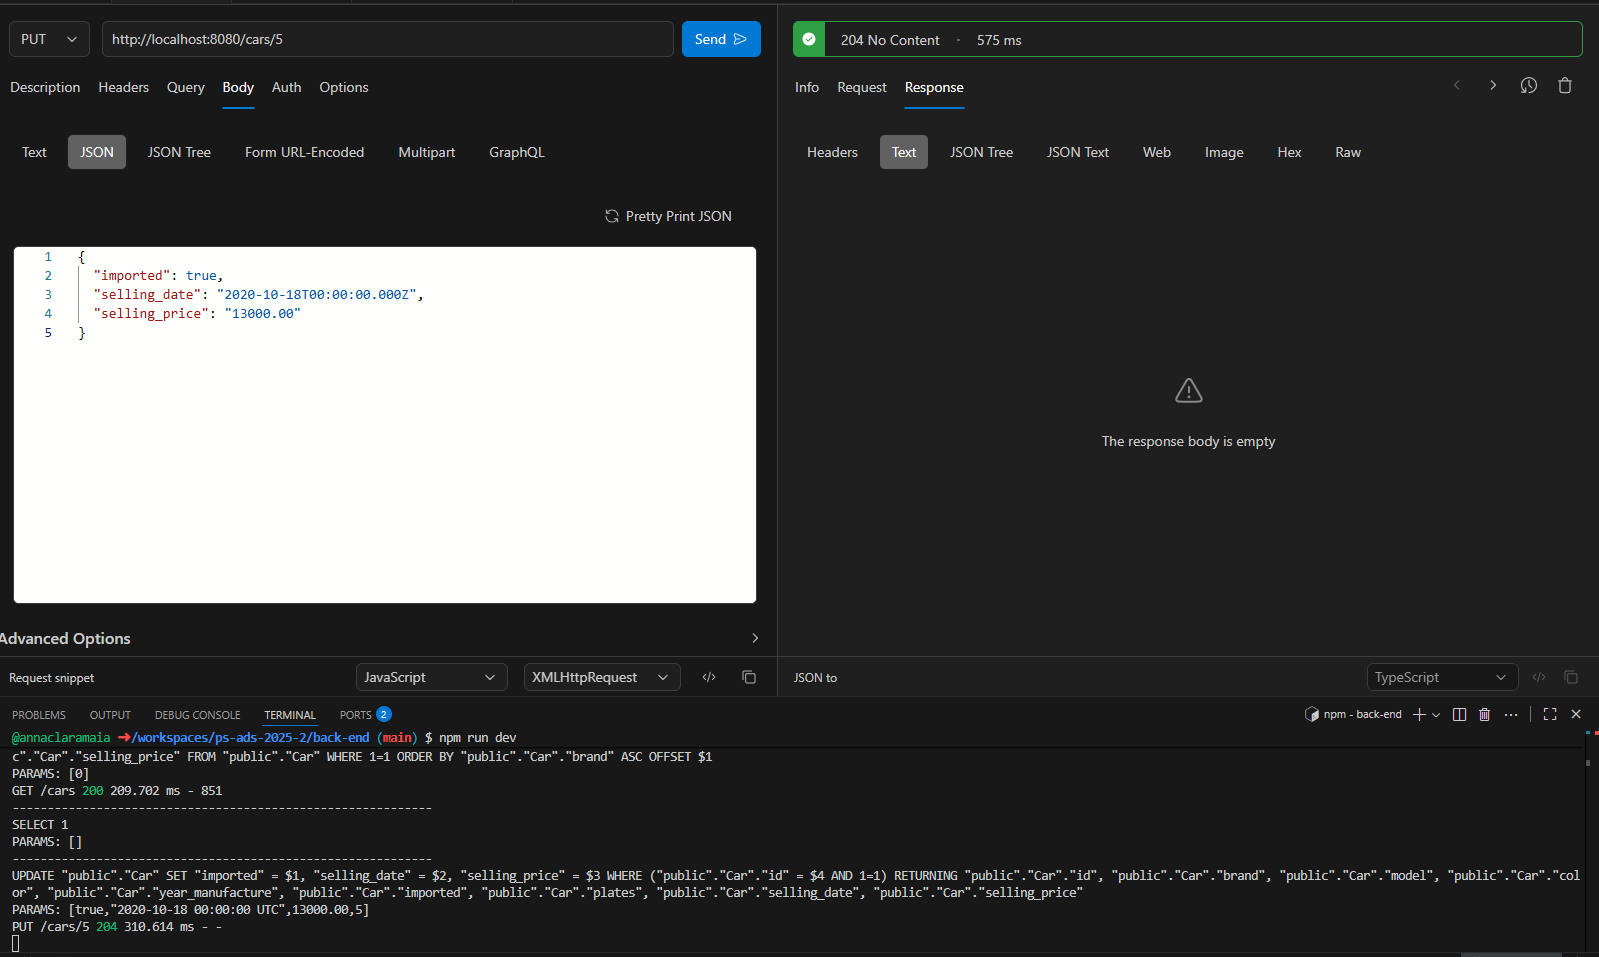 PUT
http://localhost:8080/cars/5
Send
204 No Content - 575 ms
Description Headers Query Body Auth Options
Info Request Response
Text JSON JSON Tree Form URL-Encoded Multipart GraphQL
Headers Text JSON Tree JSON Text Web Image Hex Raw
Pretty Print JSON
1 {
2 "imported": true,
3 "selling_date": "2020-10-18T00:00:00.000Z",
4 "selling_price": "13000.00"
5 }
The response body is empty
Advanced Options
Request snippet JavaScript XMLHttpRequest
JSON to TypeScript
PROBLEMS OUTPUT DEBUG CONSOLE TERMINAL PORTS 2
npm - back-end
@annaclaramaia ➜/workspaces/ps-ads-2025-2/back-end (main) $ npm run dev
c"."Car"."selling_price" FROM "public"."Car" WHERE 1=1 ORDER BY "public"."Car"."brand" ASC OFFSET $1
PARAMS: [0]
GET /cars 200 209.702 ms - 851
------------------------------------------------------------
SELECT 1
PARAMS: []
------------------------------------------------------------
UPDATE "public"."Car" SET "imported" = $1, "selling_date" = $2, "selling_price" = $3 WHERE ("public"."Car"."id" = $4 AND 1=1) RETURNING "public"."Car"."id", "public"."Car"."brand", "public"."Car"."model", "public"."Car"."col
or", "public"."Car"."year_manufacture", "public"."Car"."imported", "public"."Car"."plates", "public"."Car"."selling_date", "public"."Car"."selling_price"
PARAMS: [true,"2020-10-18 00:00:00 UTC",13000.00,5]
PUT /cars/5 204 310.614 ms - -